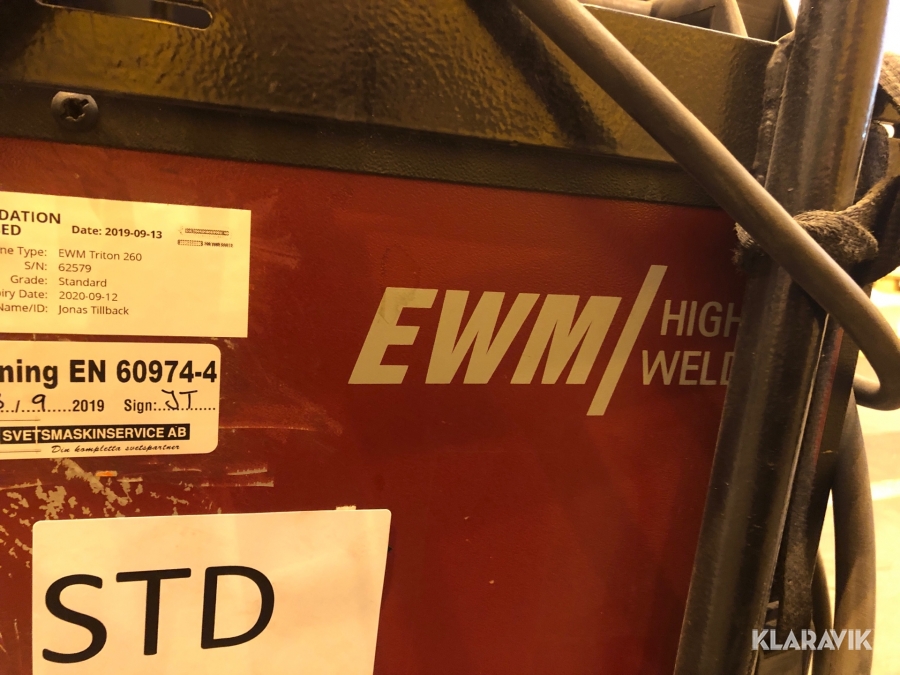 DATION
ED
Date: 2019-09-13
ne Type: EWM Triton 260
S/N: 62579
Grade: Standard
iry Date: 2020-09-12
Name/ID: Jonas Tillback
ning EN 60974-4
/ 9 2019 Sign: JT
SVETSMASKINSERVICE AB
Din kompletta svetspartner
EWM/ HIGH
WELD
STD
KLARAVIK